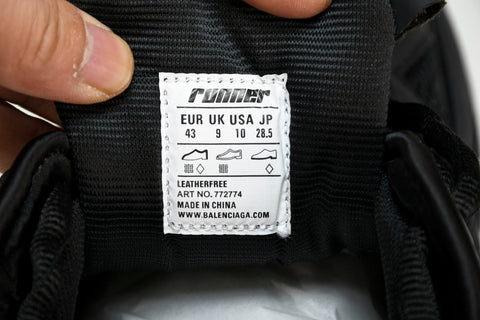 runner
EUR UK USA JP
43 9 10 28.5
LEATHERFREE
ART NO. 772774
MADE IN CHINA
WWW.BALENCIAGA.COM